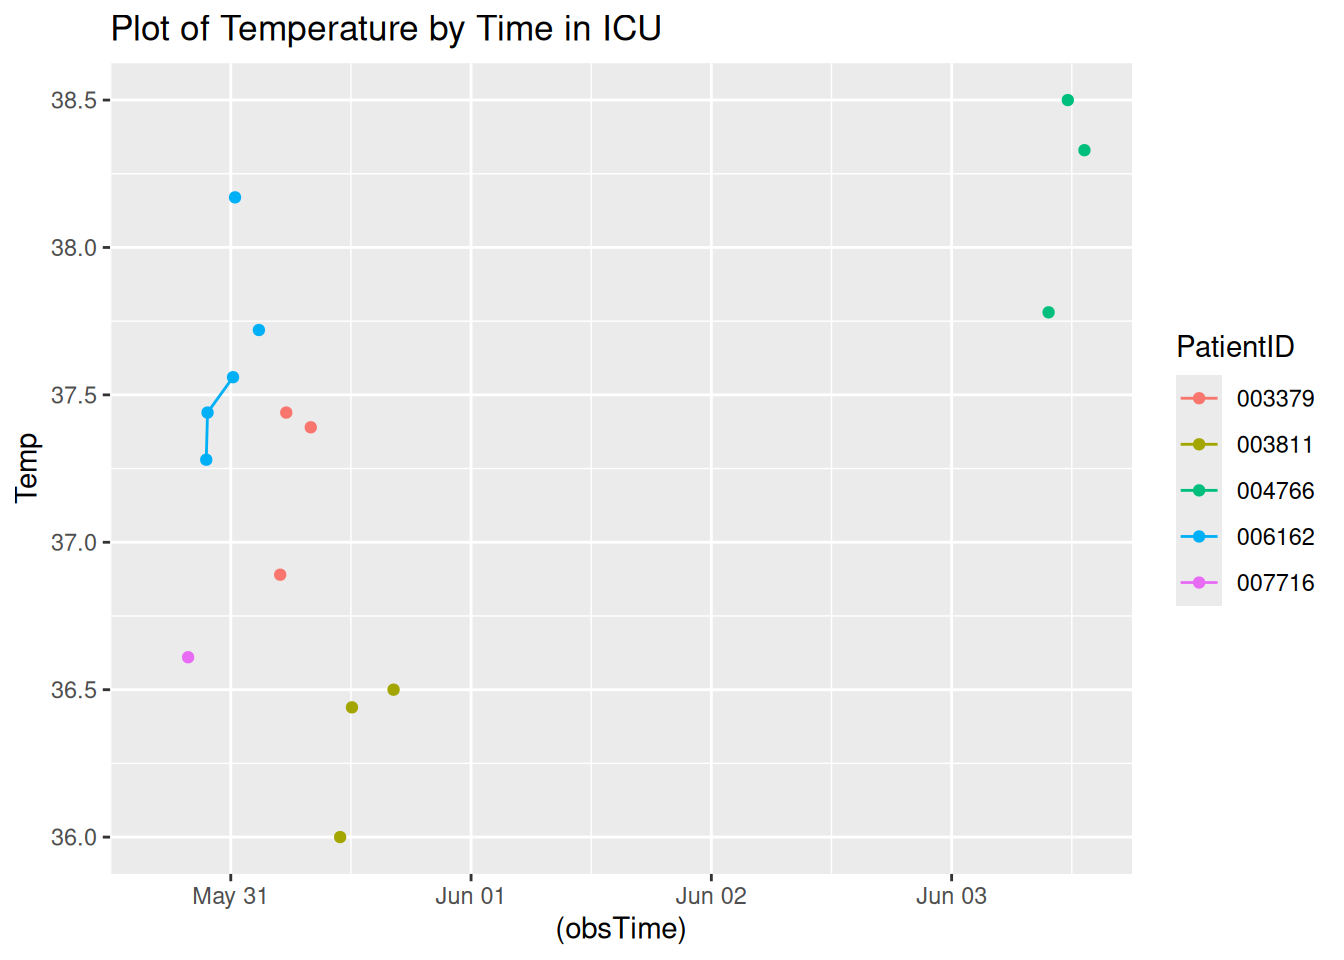 Plot of Temperature by Time in ICU
38.5
38.0
37.5
37.0
36.5
36.0
Temp
May 31
Jun 01
Jun 02
Jun 03
(obsTime)
PatientID
003379
003811
004766
006162
007716